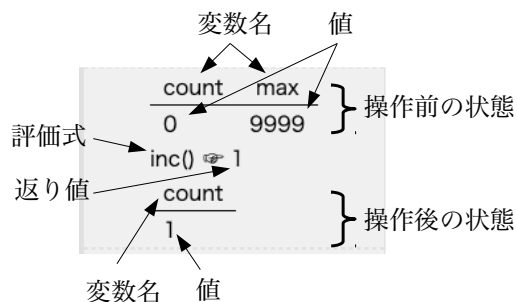 変数名 値
count max
0 9999
操作前の状態
評価式
inc() ☞ 1
返り値
count
1
操作後の状態
変数名 値